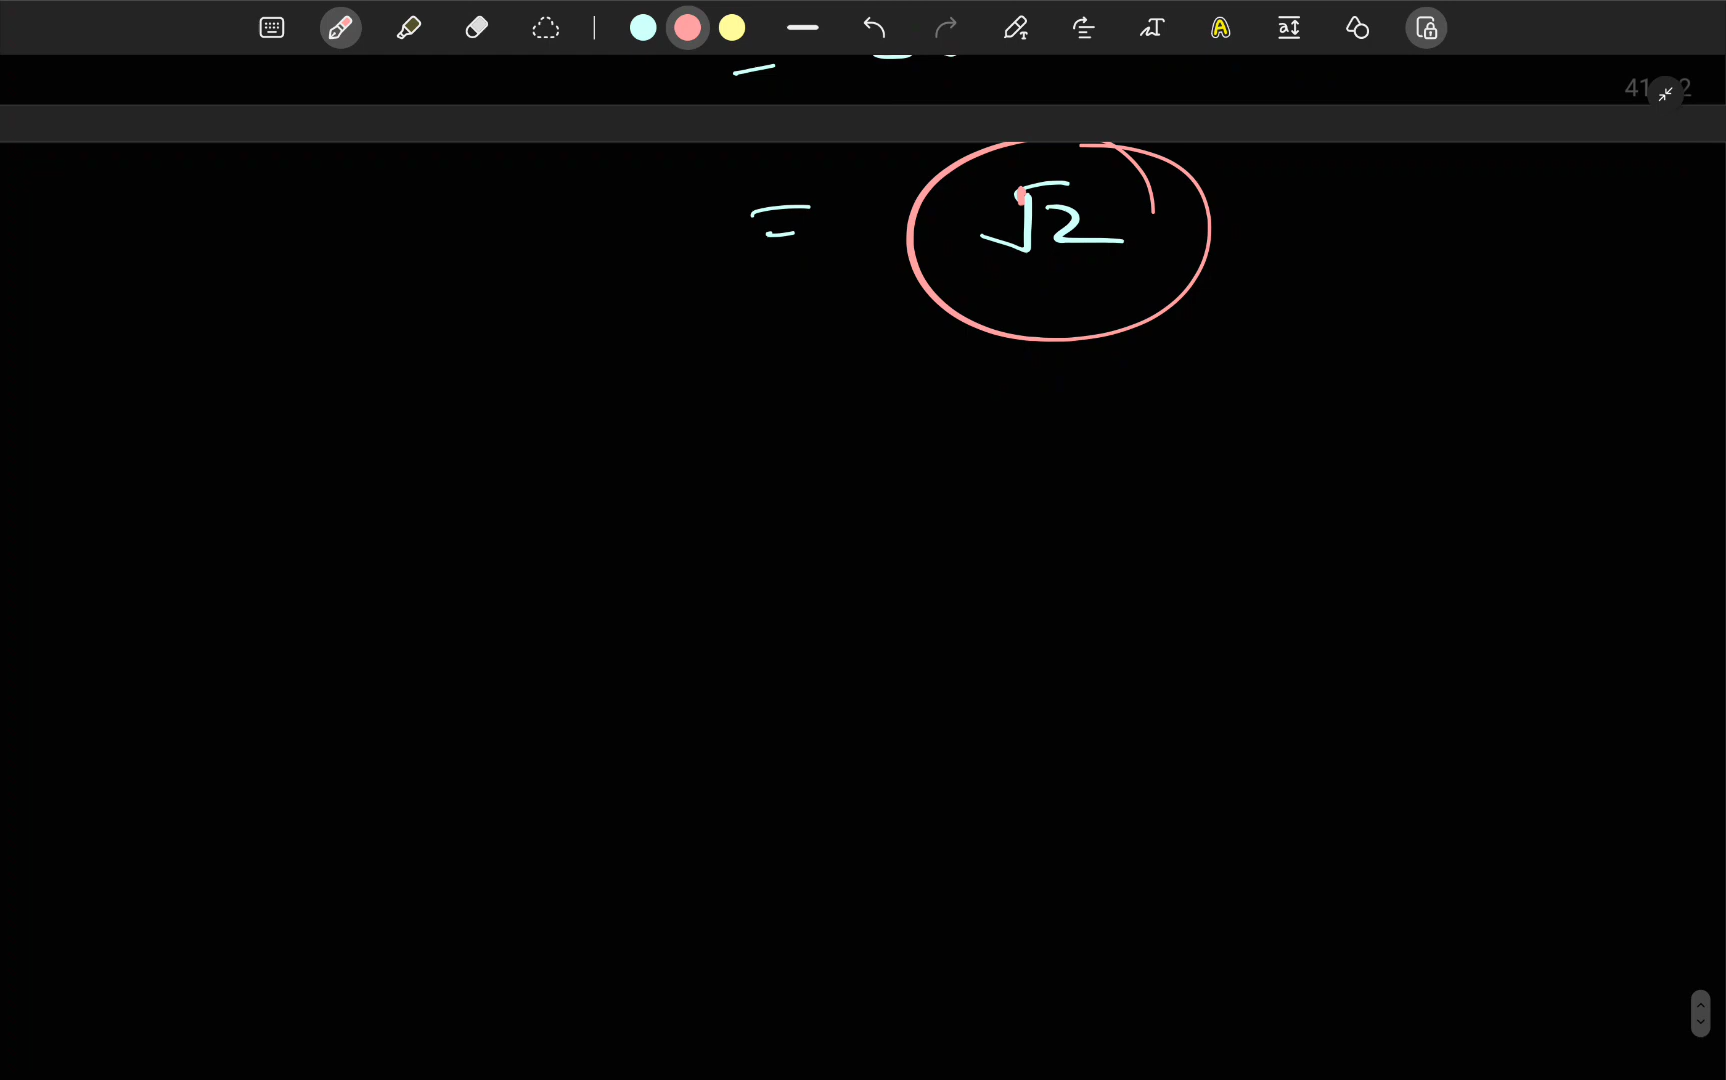 = √2